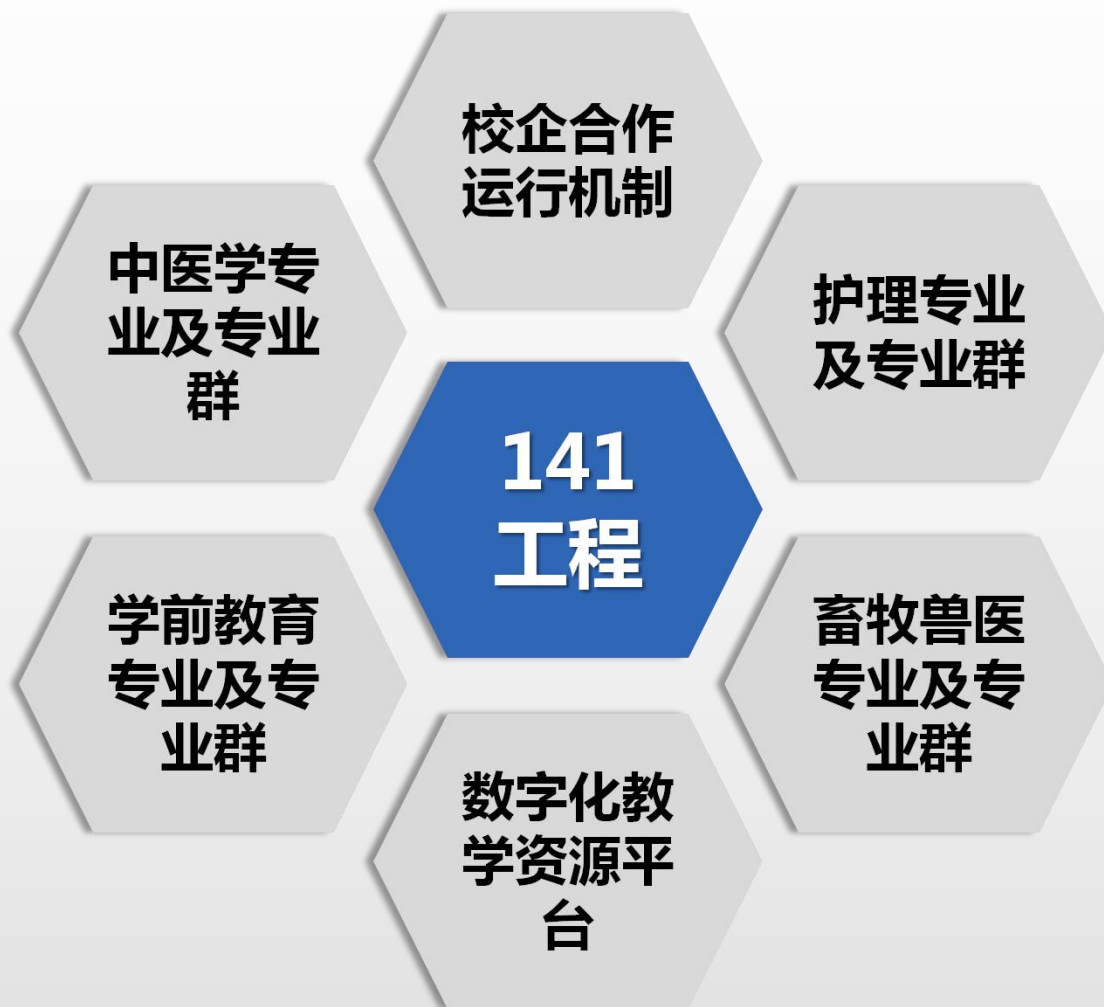 校企合作
运行机制
中医学专
业及专业
群
护理专业
及专业群
141
工程
学前教育
专业及专
业群
畜牧兽医
专业及专
业群
数字化教
学资源平
台